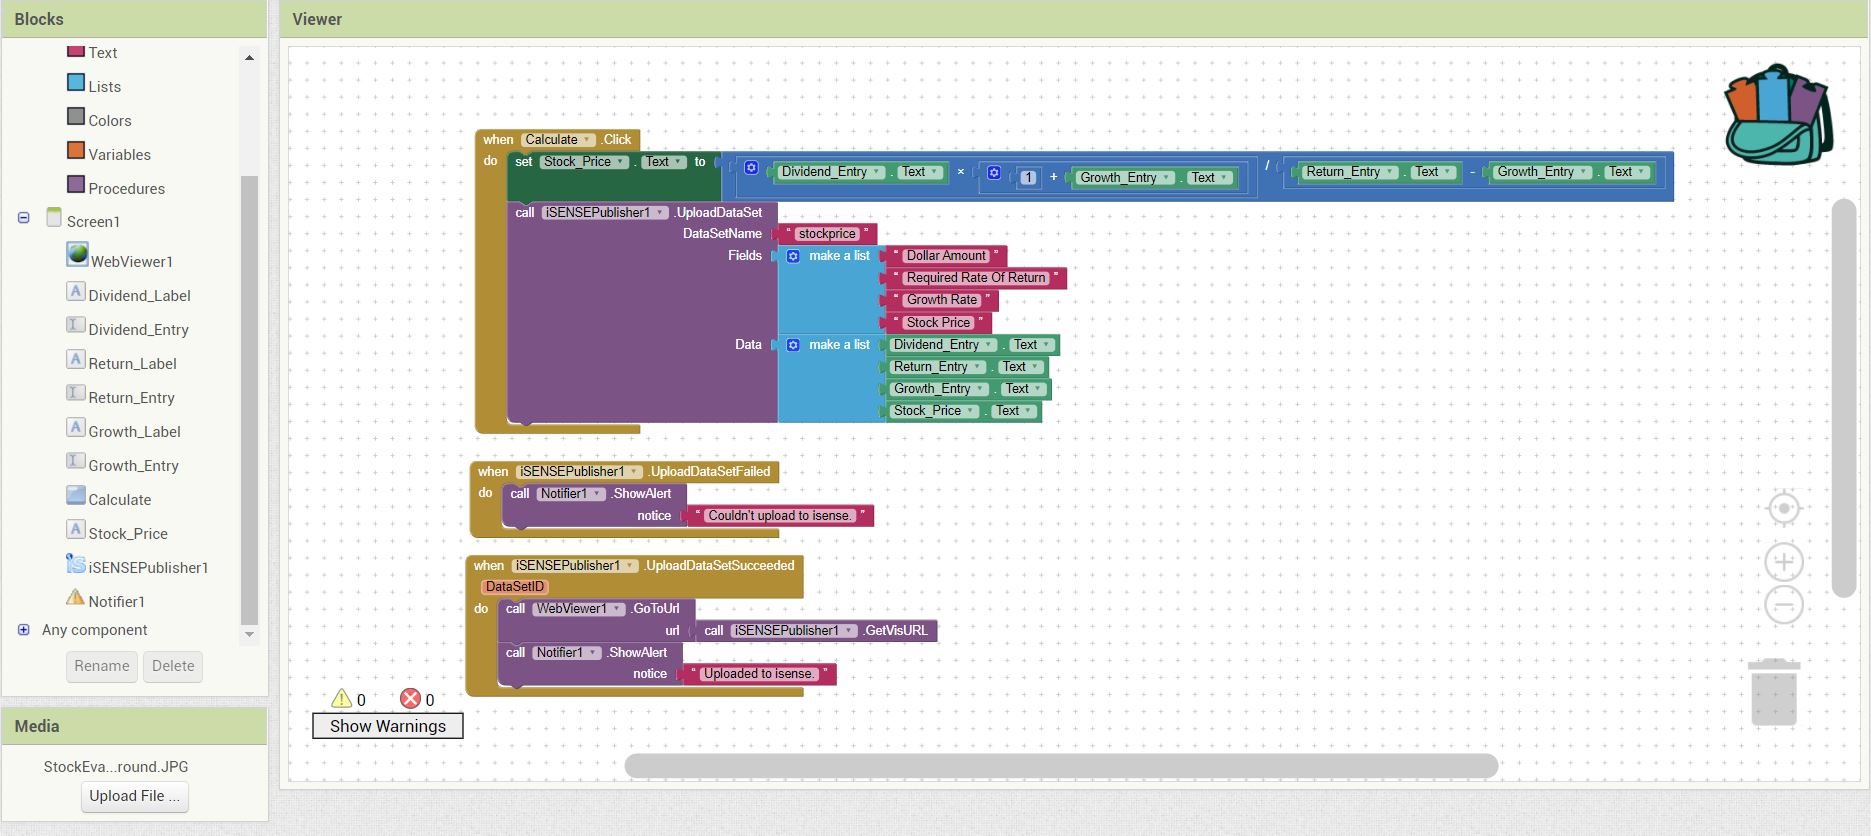 Blocks
Text
Lists
Colors
Variables
Procedures
Screen1
WebViewer1
Dividend_Label
Dividend_Entry
Return_Label
Return_Entry
Growth_Label
Growth_Entry
Calculate
Stock_Price
iSENSEPublisher1
Notifier1
Any component
Rename Delete
Media
StockEva...round.JPG
Upload File ...
Viewer
when Calculate .Click
do set Stock_Price . Text to Dividend_Entry . Text × 1 + Growth_Entry . Text / Return_Entry . Text - Growth_Entry . Text
call iSENSEPublisher1 .UploadDataSet
DataSetName " stockprice "
Fields make a list " Dollar Amount "
" Required Rate Of Return "
" Growth Rate "
" Stock Price "
Data make a list Dividend_Entry . Text
Return_Entry . Text
Growth_Entry . Text
Stock_Price . Text
when iSENSEPublisher1 .UploadDataSetFailed
do call Notifier1 .ShowAlert
notice " Couldn't upload to isense. "
when iSENSEPublisher1 .UploadDataSetSucceeded
DataSetID
do call WebViewer1 .GoToUrl
url call iSENSEPublisher1 .GetVisURL
call Notifier1 .ShowAlert
notice " Uploaded to isense. "
0 0
Show Warnings